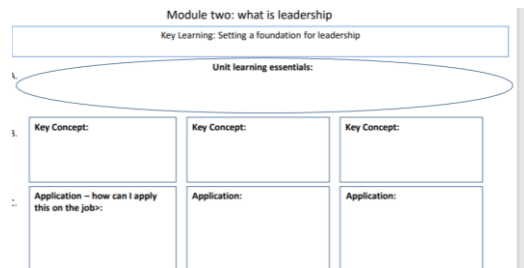 Module two: what is leadership
Key Learning: Setting a foundation for leadership
Unit learning essentials:
B.
Key Concept:
Key Concept:
Key Concept:
Application – how can I apply
this on the job>:
Application:
Application: